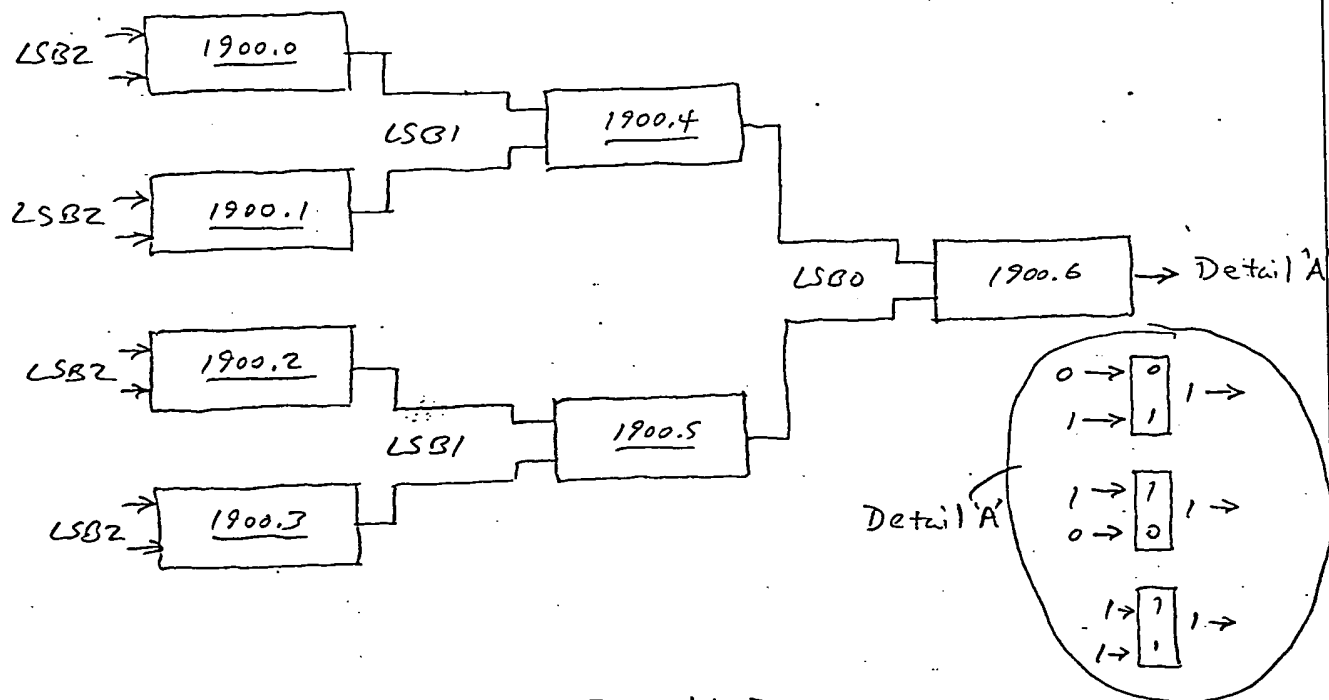 LSB2
1900.0
LSB1
1900.4
LSB2
1900.1
LSB0
1900.6
Detail 'A
LSB2
1900.2
LSB1
1900.5
LSB2
1900.3
Detail 'A'
0 → 0
1 → 1
1 →
1 → 1
0 → 0
1 →
1 → 1
1 → 1
1 →